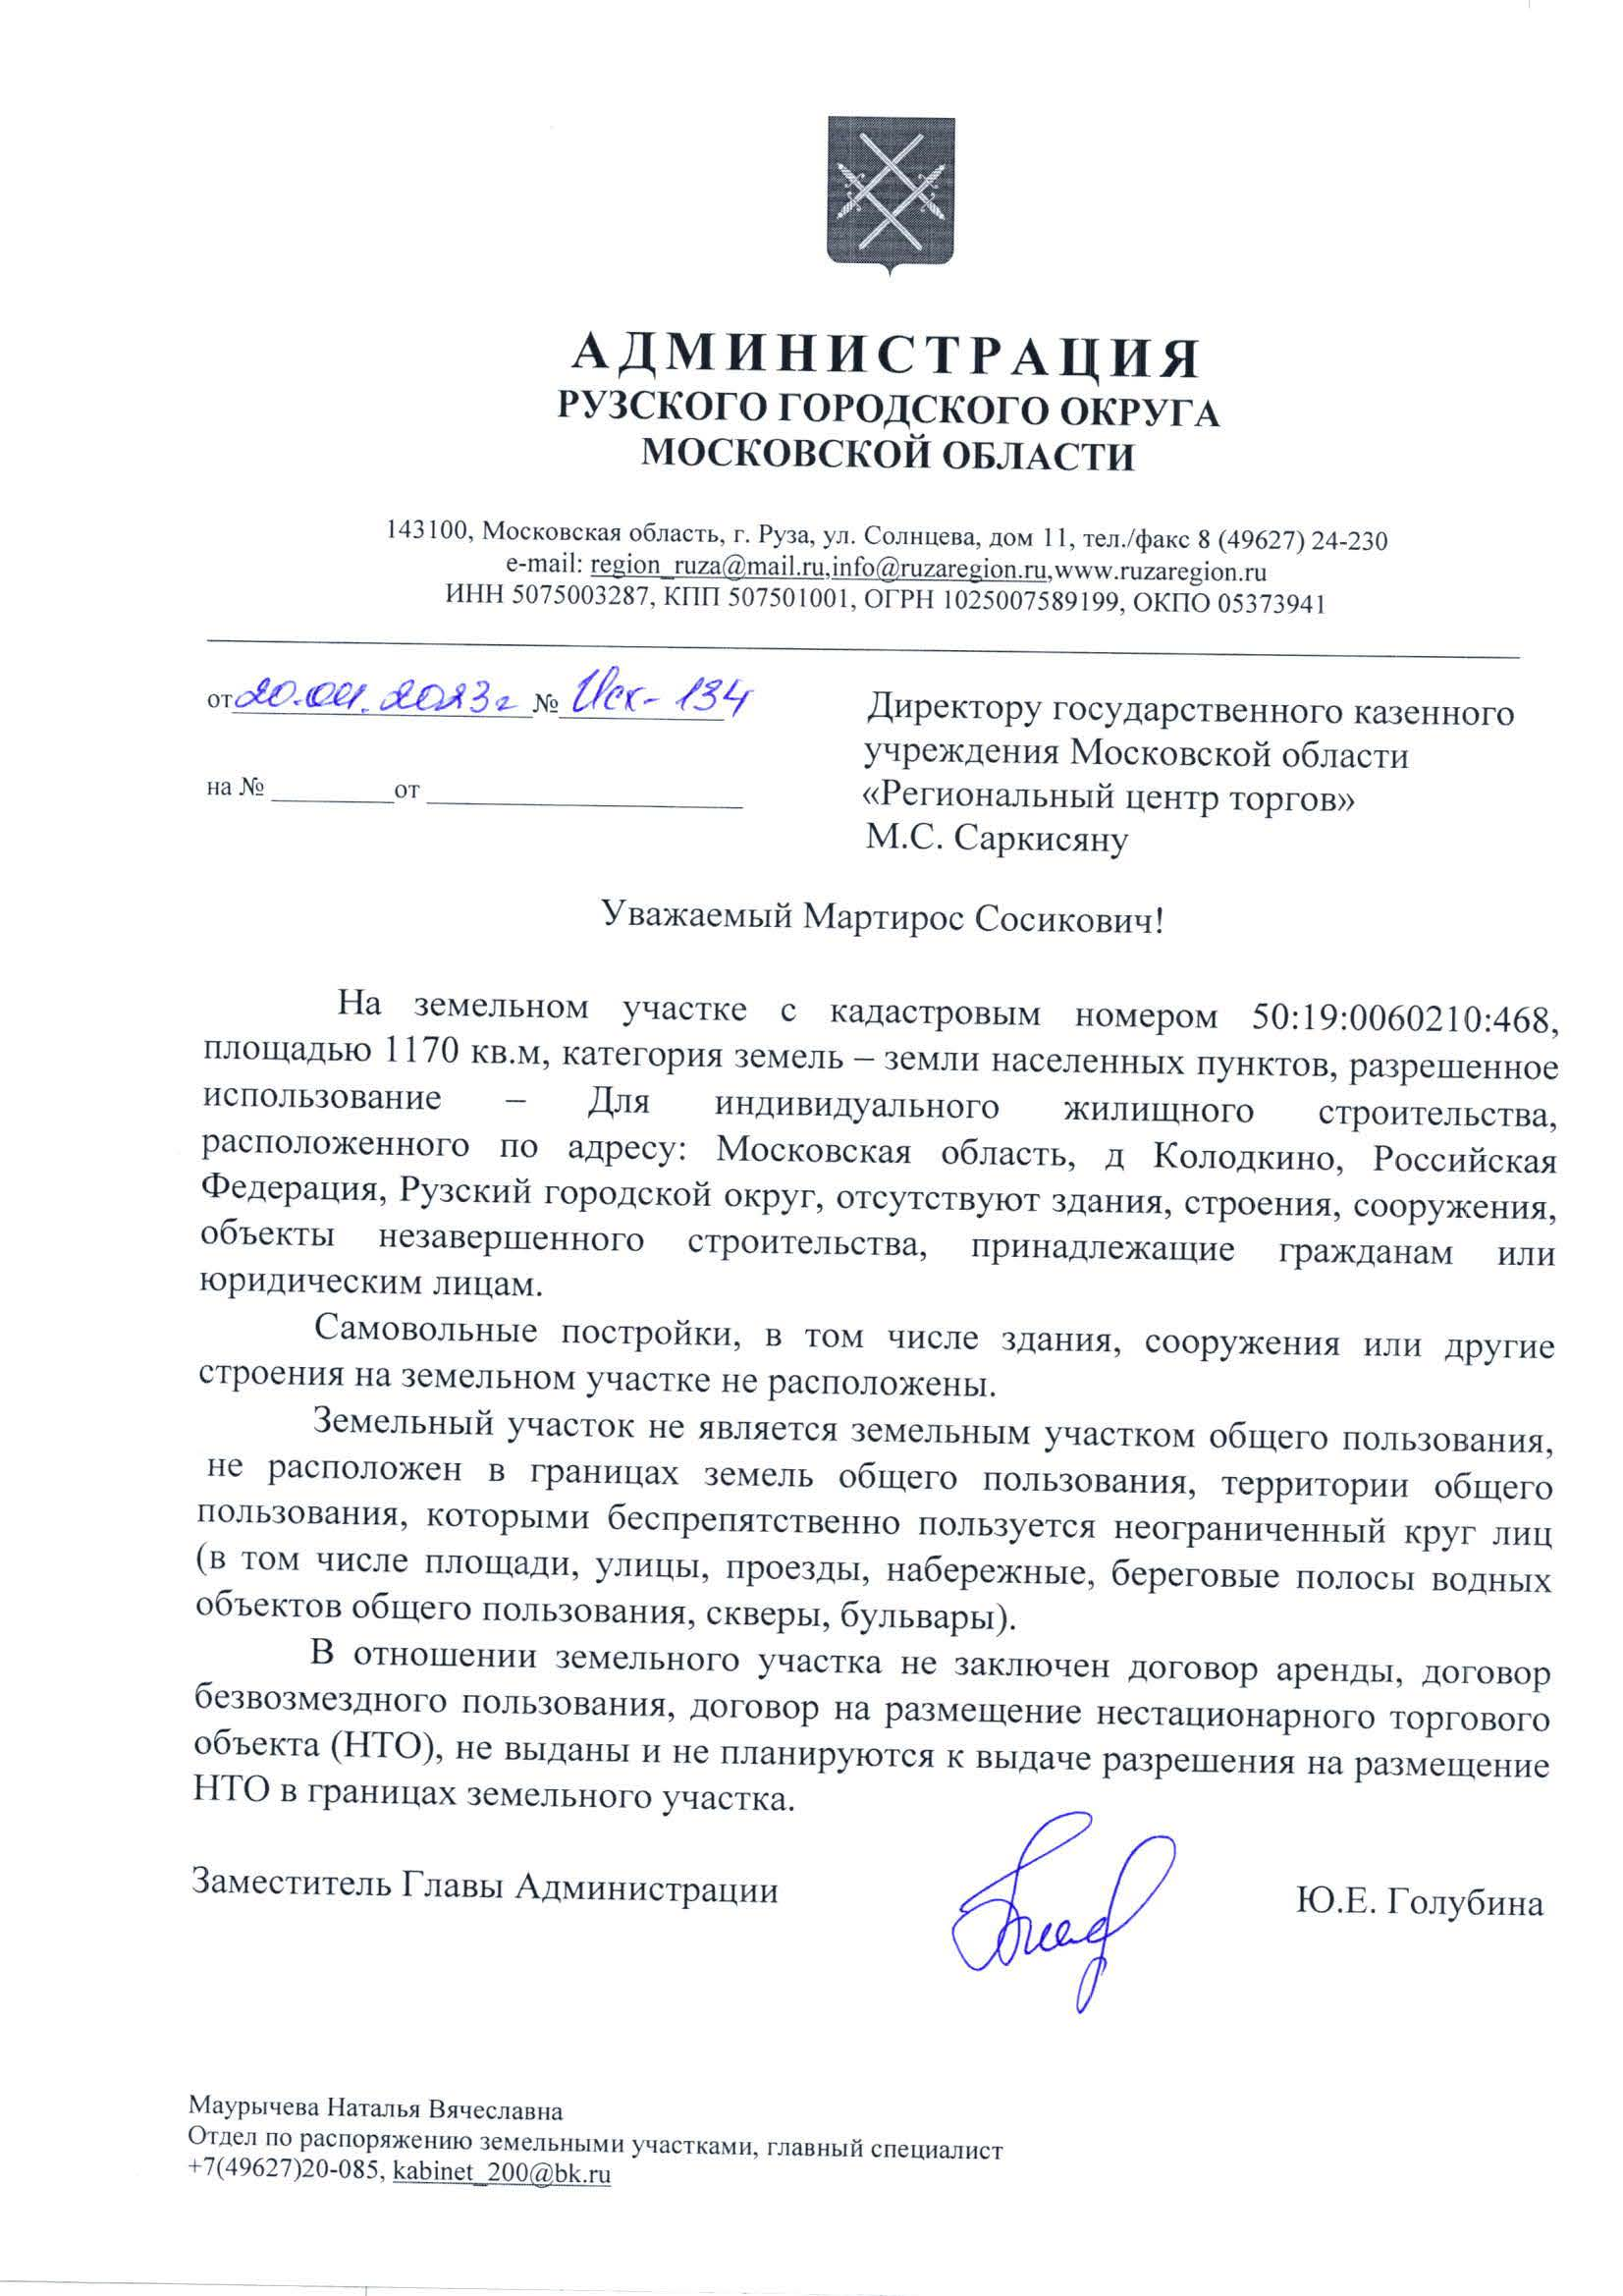 АДМИНИСТРАЦИЯ
РУЗСКОГО ГОРОДСКОГО ОКРУГА
МОСКОВСКОЙ ОБЛАСТИ
143100, Московская область, г. Руза, ул. Солнцева, дом 11, тел./факс 8 (49627) 24-230
e-mail: region_ruza@mail.ru,info@ruzaregion.ru,www.ruzaregion.ru
ИНН 5075003287, КПП 507501001, ОГРН 1025007589199, ОКПО 05373941
от 20.04.2023г № Исх-134
на № _________от
Директору государственного казенного
учреждения Московской области
«Региональный центр торгов»
М.С. Саркисяну
Уважаемый Мартирос Сосикович!
На земельном участке с кадастровым номером 50:19:0060210:468,
площадью 1170 кв.м, категория земель – земли населенных пунктов, разрешенное
использование – Для индивидуального жилищного строительства,
расположенного по адресу: Московская область, д Колодкино, Российская
Федерация, Рузский городской округ, отсутствуют здания, строения, сооружения,
объекты незавершенного строительства, принадлежащие гражданам или
юридическим лицам.
Самовольные постройки, в том числе здания, сооружения или другие
строения на земельном участке не расположены.
Земельный участок не является земельным участком общего пользования,
не расположен в границах земель общего пользования, территории общего
пользования, которыми беспрепятственно пользуется неограниченный круг лиц
(в том числе площади, улицы, проезды, набережные, береговые полосы водных
объектов общего пользования, скверы, бульвары).
В отношении земельного участка не заключен договор аренды, договор
безвозмездного пользования, договор на размещение нестационарного торгового
объекта (НТО), не выданы и не планируются к выдаче разрешения на размещение
НТО в границах земельного участка.
Заместитель Главы Администрации
Ю.Е. Голубина
Маурычева Наталья Вячеславна
Отдел по распоряжению земельными участками, главный специалист
+7(49627)20-085, kabinet_200@bk.ru